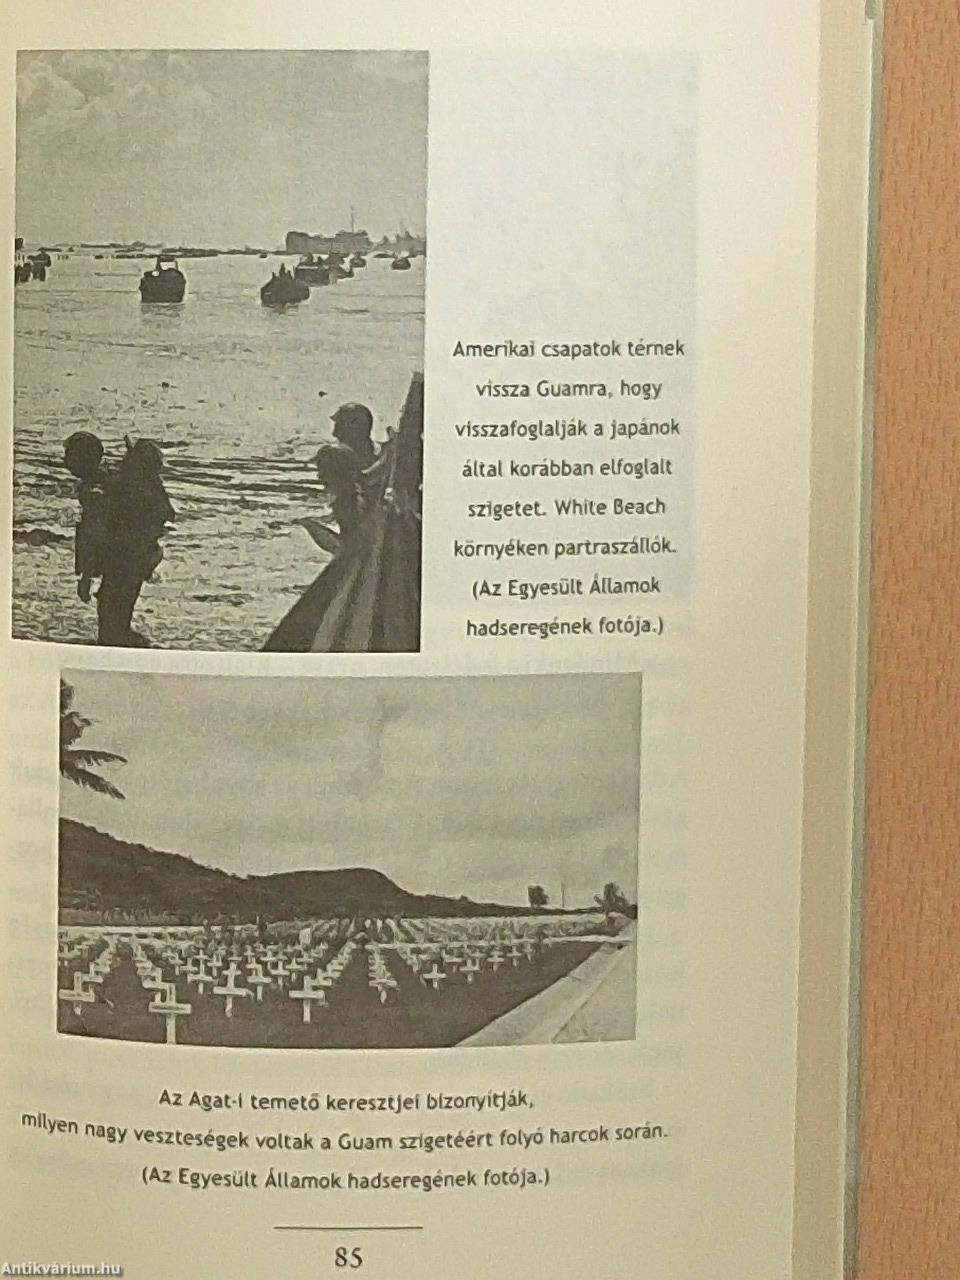 Amerikai csapatok térnek
vissza Guamra, hogy
visszafoglalják a japánok
által korábban elfoglalt
szigetet. White Beach
környéken partraszállók.
(Az Egyesült Államok
hadseregének fotója.)
Az Agat-i temető keresztjei bizonyítják,
milyen nagy veszteségek voltak a Guam szigetéért folyó harcok során.
(Az Egyesült Államok hadseregének fotója.)
85
Antikvárium.hu